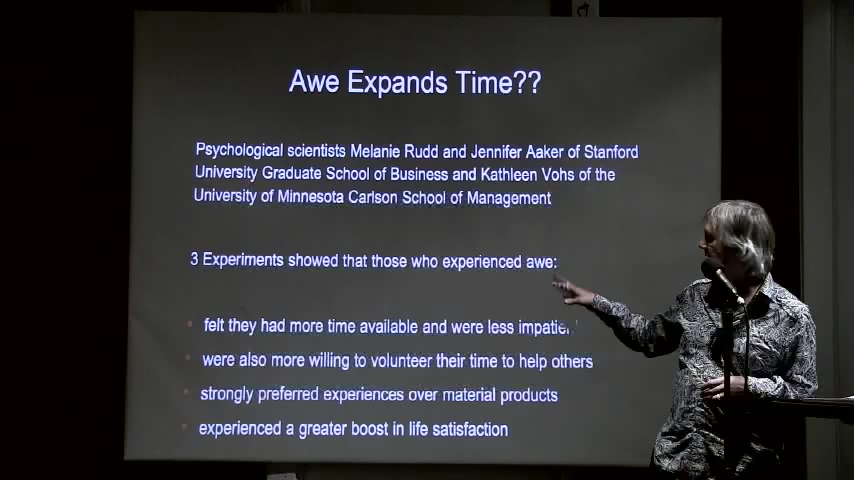 Awe Expands Time??
Psychological scientists Melanie Rudd and Jennifer Aaker of Stanford
University Graduate School of Business and Kathleen Vohs of the
University of Minnesota Carlson School of Management
3 Experiments showed that those who experienced awe:
felt they had more time available and were less
were also more willing to volunteer their time to help others
strongly preferred experiences over material products
experienced a greater boost in life satisfaction